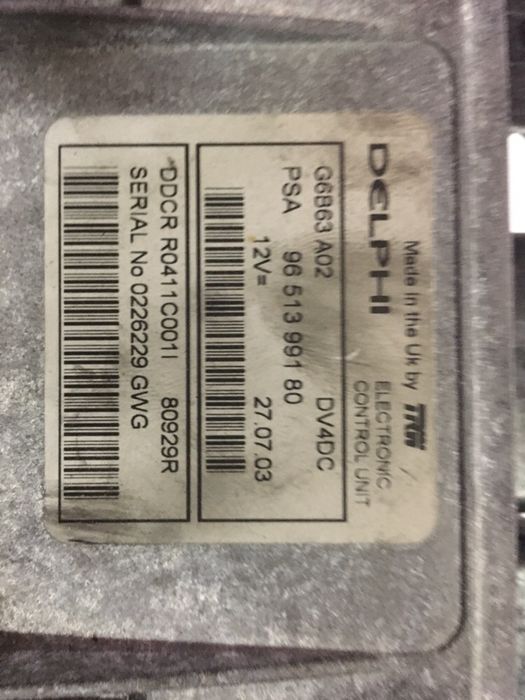 Made in the Uk by TRW
DELPHI ELECTRONIC CONTROL UNIT
G6B63 A02 DV4DC
PSA 96 513 991 80
12V= 27.07.03
DDCR R0411C001I 80929R
SERIAL No 0226229 GWG